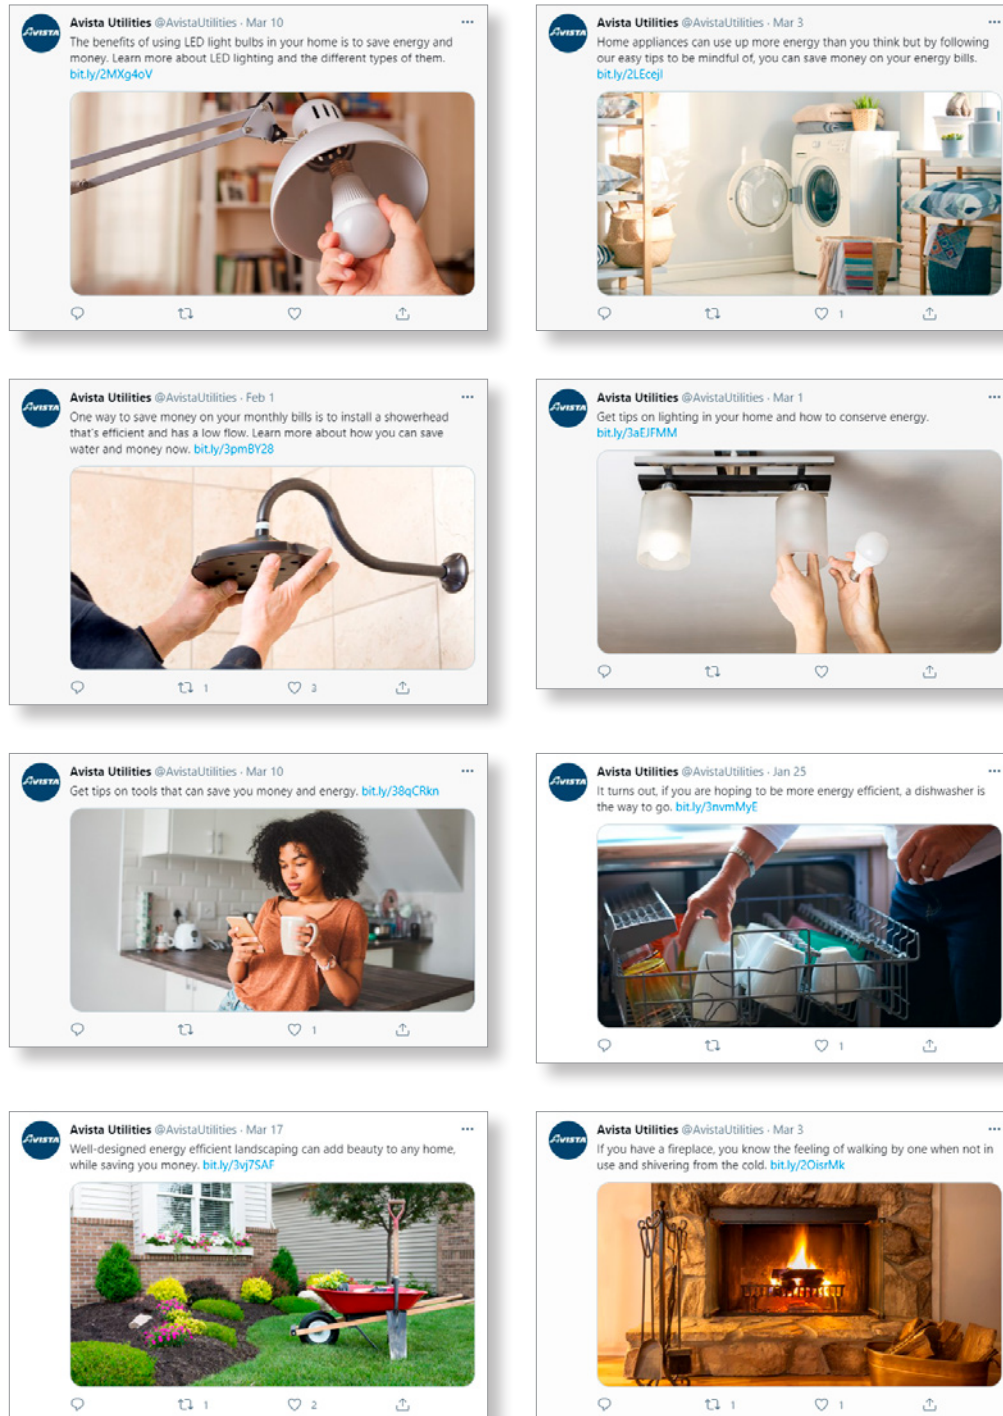 AVISTA
Avista Utilities @AvistaUtilities · Mar 10
The benefits of using LED light bulbs in your home is to save energy and
money. Learn more about LED lighting and the different types of them.
bit.ly/2MXg4oV
AVISTA
Avista Utilities @AvistaUtilities · Mar 3
Home appliances can use up more energy than you think but by following
our easy tips to be mindful of, you can save money on your energy bills.
bit.ly/2LEcejI
1
AVISTA
Avista Utilities @AvistaUtilities · Feb 1
One way to save money on your monthly bills is to install a showerhead
that's efficient and has a low flow. Learn more about how you can save
water and money now. bit.ly/3pmBY28
1 3
AVISTA
Avista Utilities @AvistaUtilities · Mar 1
Get tips on lighting in your home and how to conserve energy.
bit.ly/3aEJFMM
AVISTA
Avista Utilities @AvistaUtilities · Mar 10
Get tips on tools that can save you money and energy. bit.ly/38qCRkn
1
AVISTA
Avista Utilities @AvistaUtilities · Jan 25
It turns out, if you are hoping to be more energy efficient, a dishwasher is
the way to go. bit.ly/3nvmMyE
1
AVISTA
Avista Utilities @AvistaUtilities · Mar 17
Well-designed energy efficient landscaping can add beauty to any home,
while saving you money. bit.ly/3vj7SAF
1 2
AVISTA
Avista Utilities @AvistaUtilities · Mar 3
If you have a fireplace, you know the feeling of walking by one when not in
use and shivering from the cold. bit.ly/2OisrMk
1 1